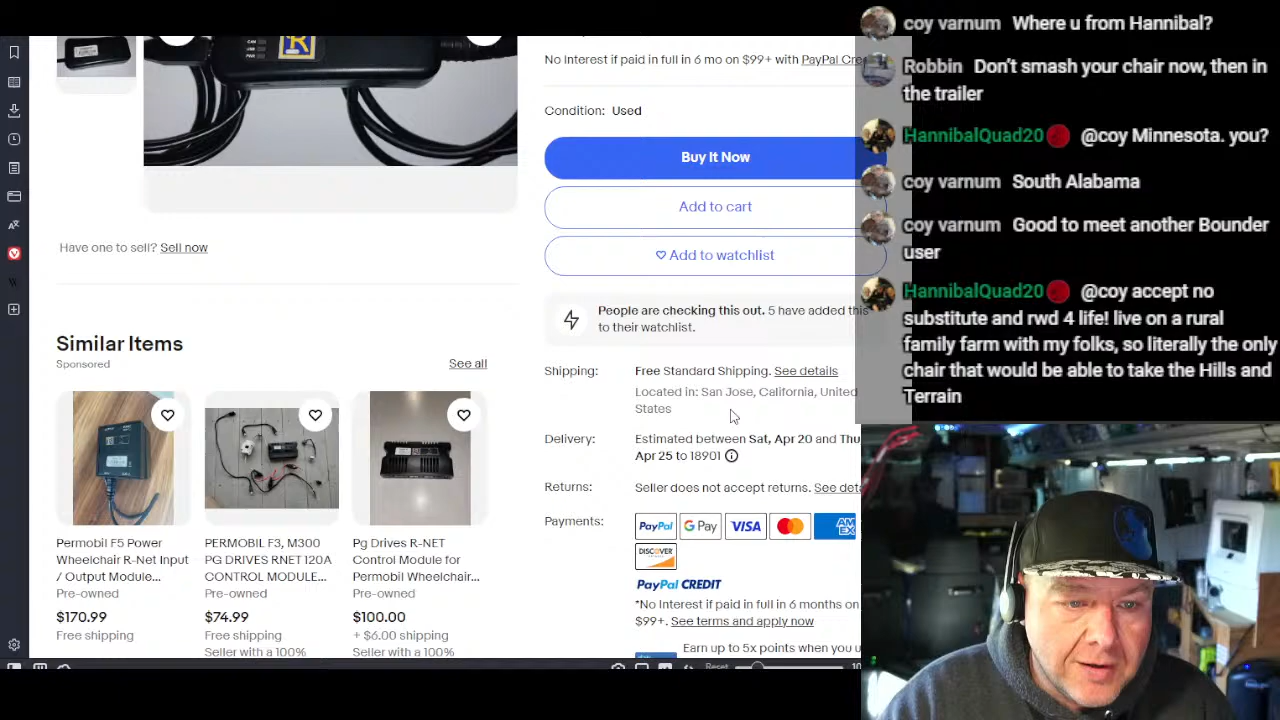 No Interest if paid in full in 6 mo on $99+ with PayPal Cre
Condition: Used
Buy It Now
Add to cart
Add to watchlist
Have one to sell? Sell now
People are checking this out. 5 have added this
to their watchlist.
Similar Items
Sponsored
See all
Shipping: Free Standard Shipping. See details
Located in: San Jose, California, United
States
Delivery: Estimated between Sat, Apr 20 and Thu
Apr 25 to 18901
Returns: Seller does not accept returns. See deta
Payments:
PayPal G Pay VISA MasterCard AM EX
DISCOVER
PayPal CREDIT
*No Interest if paid in full in 6 months on
$99+. See terms and apply now
Earn up to 5x points when you u
Permobil F5 Power
Wheelchair R-Net Input
/ Output Module...
Pre-owned
$170.99
Free shipping
PERMOBIL F3, M300
PG DRIVES RNET 120A
CONTROL MODULE...
Pre-owned
$74.99
Free shipping
Seller with a 100%
Pg Drives R-NET
Control Module for
Permobil Wheelchair...
Pre-owned
$100.00
+ $6.00 shipping
Seller with a 100%
Reset
coy varnum Where u from Hannibal?
Robbin Don't smash your chair now, then in
the trailer
HannibalQuad20 @coy Minnesota. you?
coy varnum South Alabama
coy varnum Good to meet another Bounder
user
HannibalQuad20 @coy accept no
substitute and rwd 4 life! live on a rural
family farm with my folks, so literally the only
chair that would be able to take the Hills and
Terrain